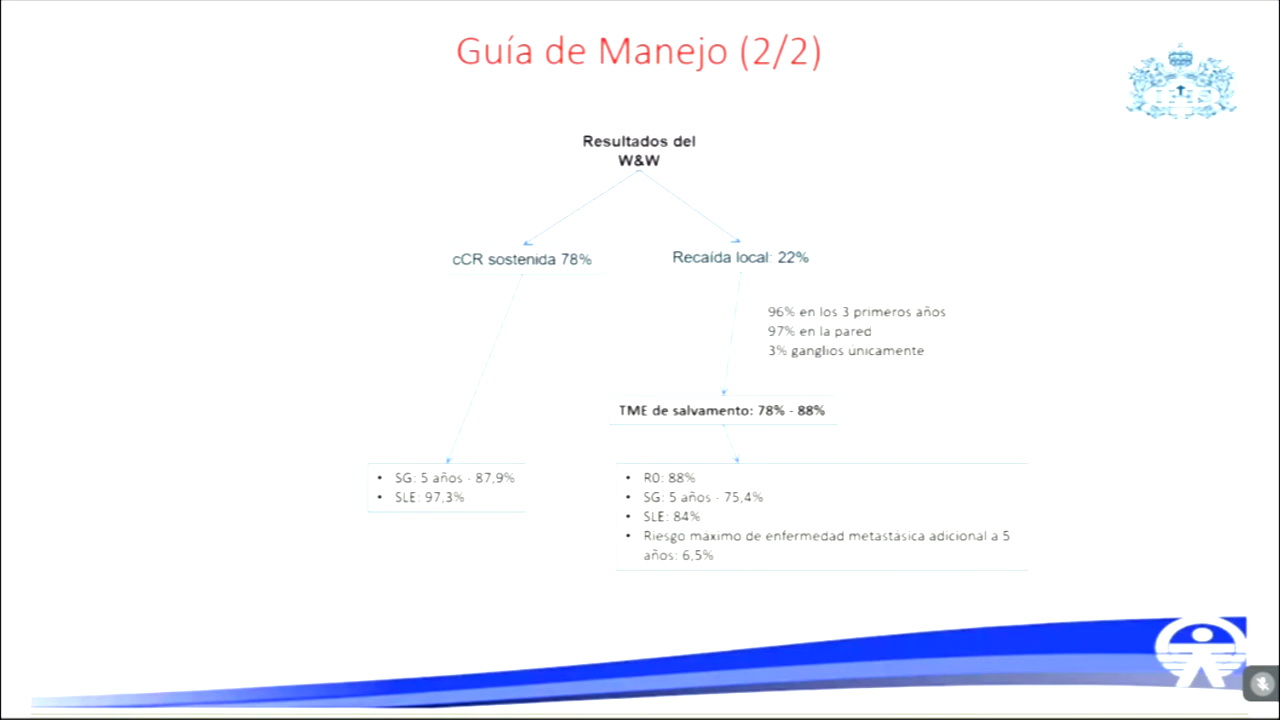 Guía de Manejo (2/2)
Resultados del
W&W
cCR sostenida 78%
Recaída local: 22%
96% en los 3 primeros años
97% en la pared
3% ganglios únicamente
TME de salvamento: 78% - 88%
• SG: 5 años - 87,9%
• SLE: 97,3%
• R0: 88%
• SG: 5 años - 75,4%
• SLE: 84%
• Riesgo máximo de enfermedad metastásica adicional a 5
años: 6,5%